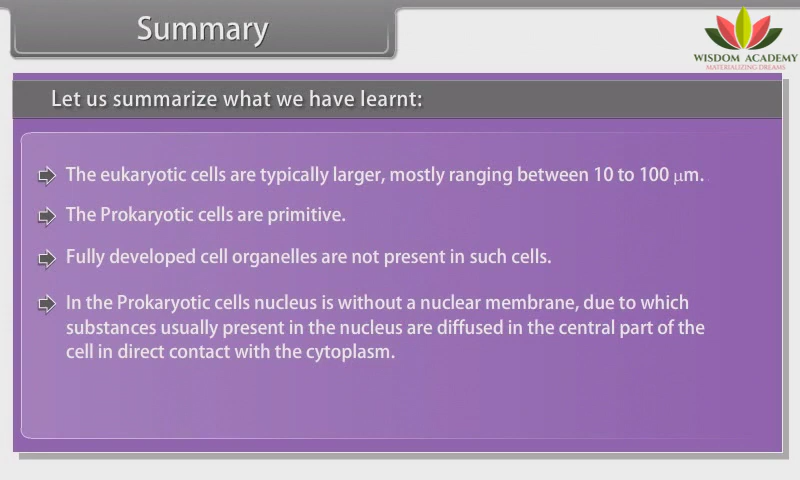 Summary
WISDOM ACADEMY
MATERIALIZING DREAMS
Let us summarize what we have learnt:
The eukaryotic cells are typically larger, mostly ranging between 10 to 100 μm.
The Prokaryotic cells are primitive.
Fully developed cell organelles are not present in such cells.
In the Prokaryotic cells nucleus is without a nuclear membrane, due to which
substances usually present in the nucleus are diffused in the central part of the
cell in direct contact with the cytoplasm.